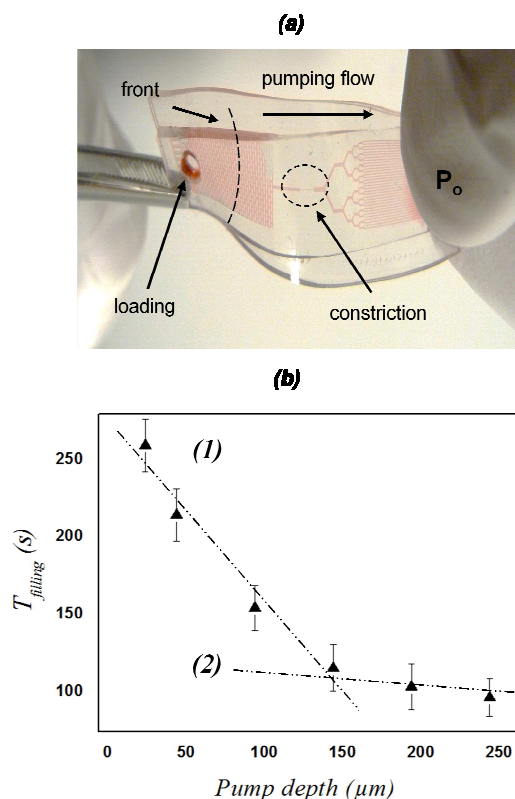 (a)
pumping flow
front
Po
loading
constriction
(b)
(1)
(2)
250
200
150
100
0 50 100 150 200 250
Tfilling (s)
Pump depth (µm)